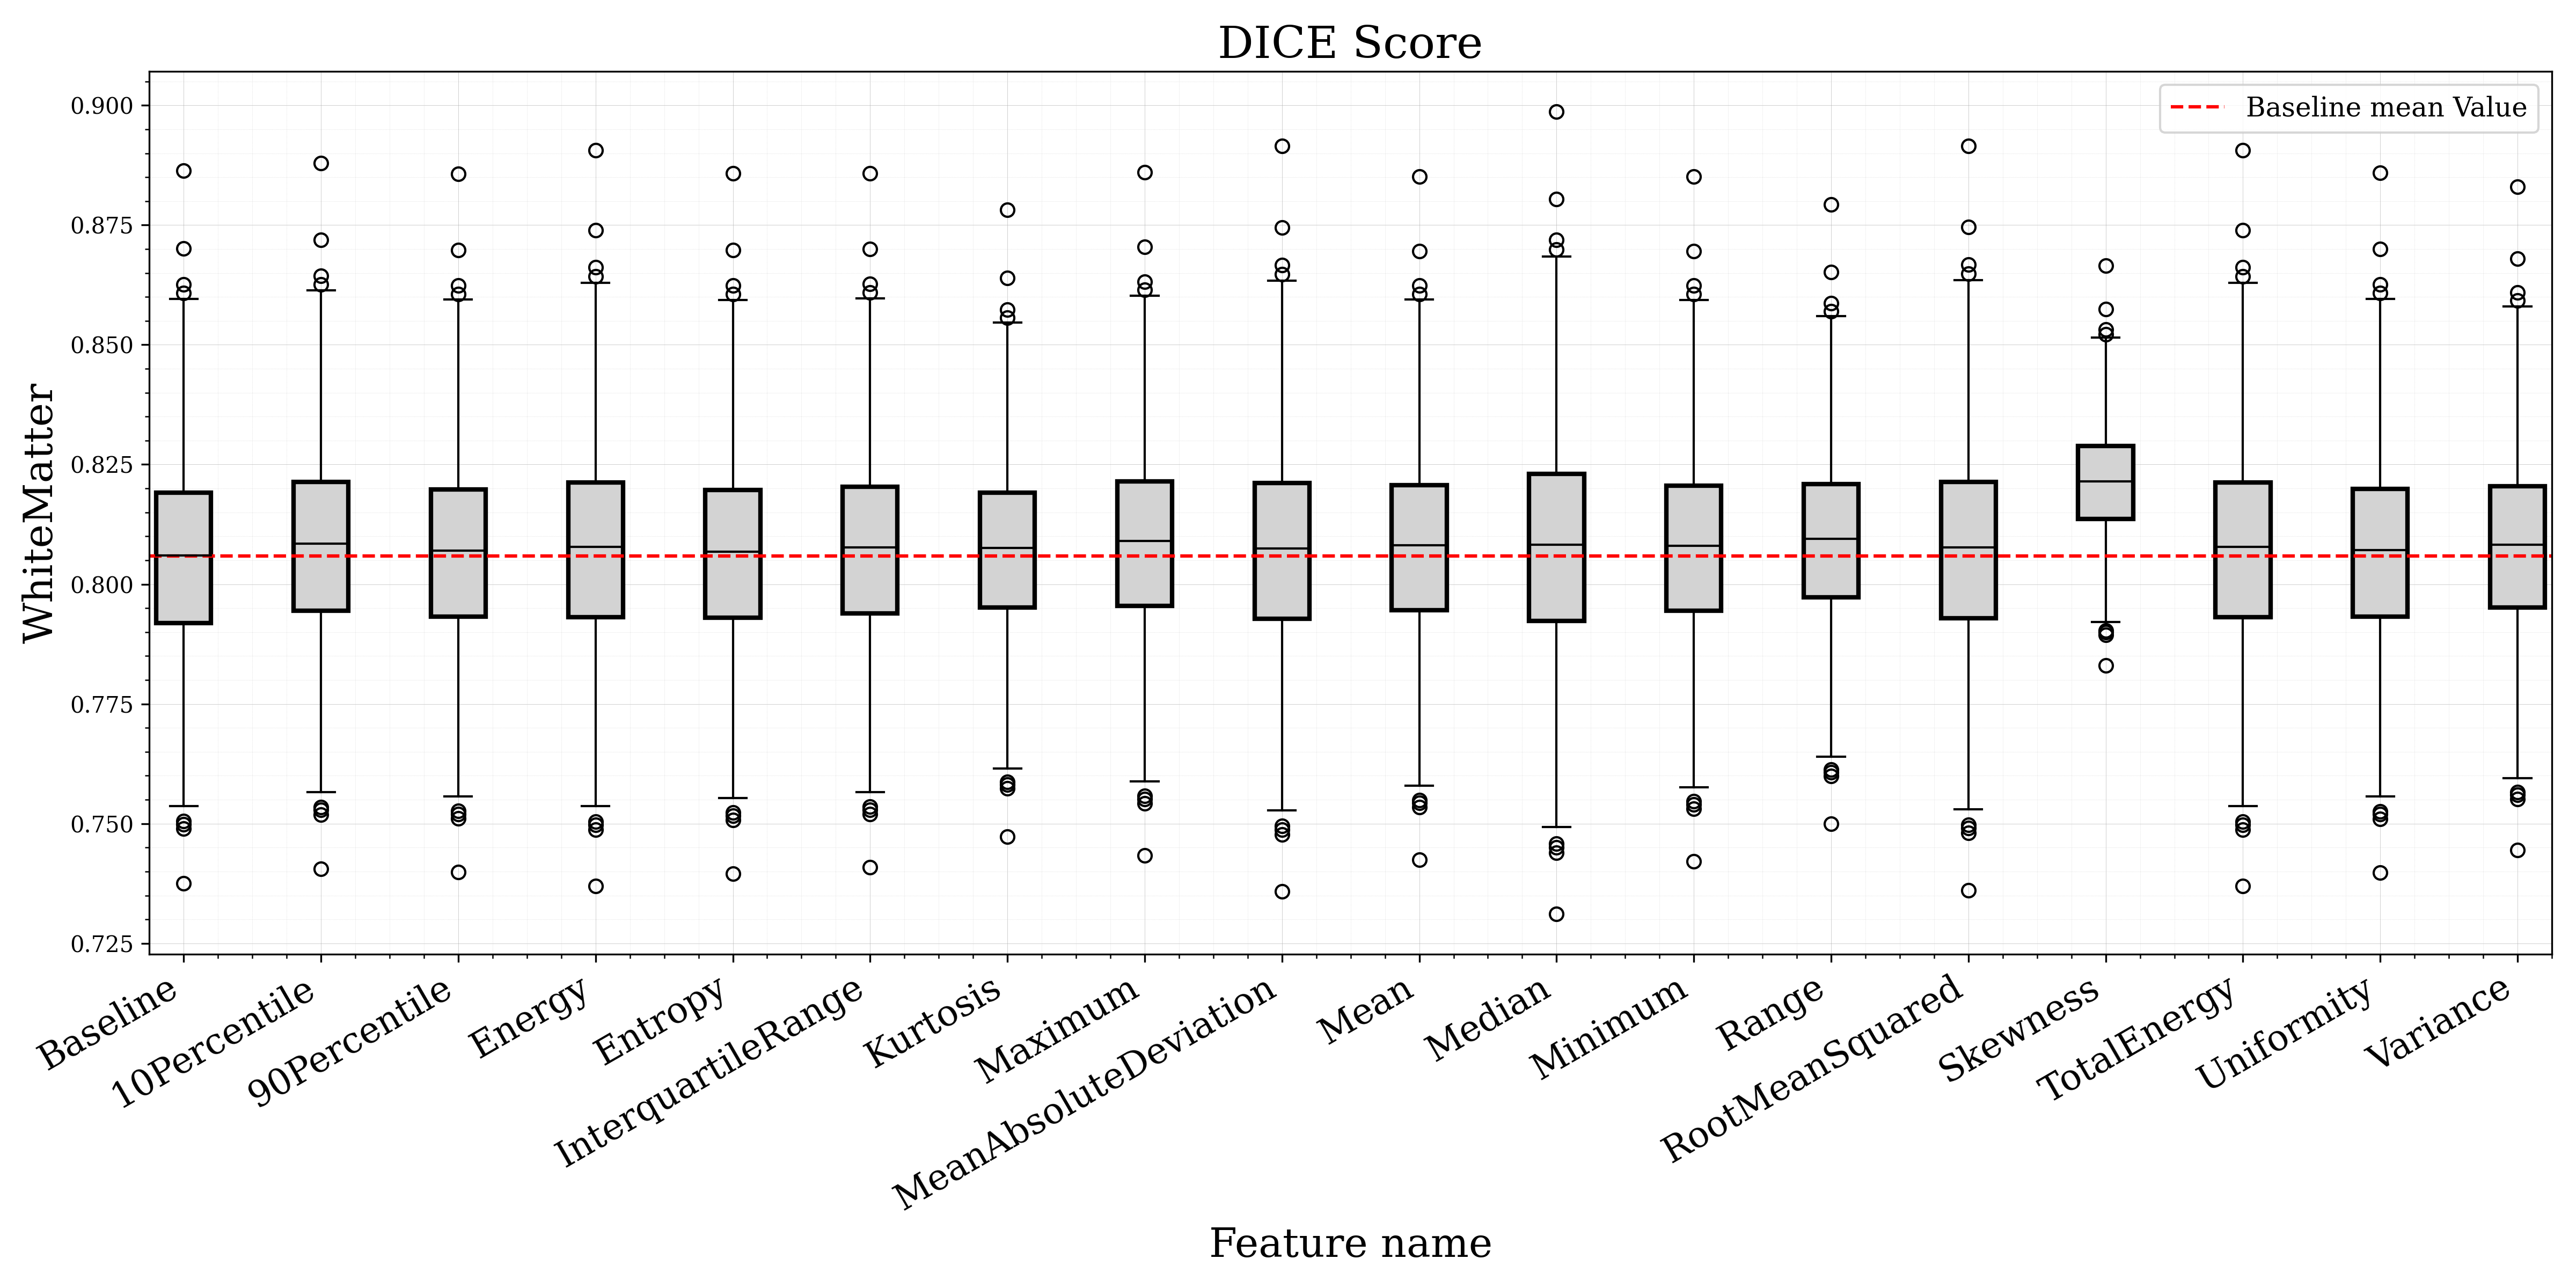 DICE Score
WhiteMatter
0.900
0.875
0.850
0.825
0.800
0.775
0.750
0.725
Baseline mean Value
Baseline
10Percentile
90Percentile
Energy
Entropy
InterquartileRange
Kurtosis
Maximum
MeanAbsoluteDeviation
Mean
Median
Minimum
Range
RootMeanSquared
Skewness
TotalEnergy
Uniformity
Variance
Feature name